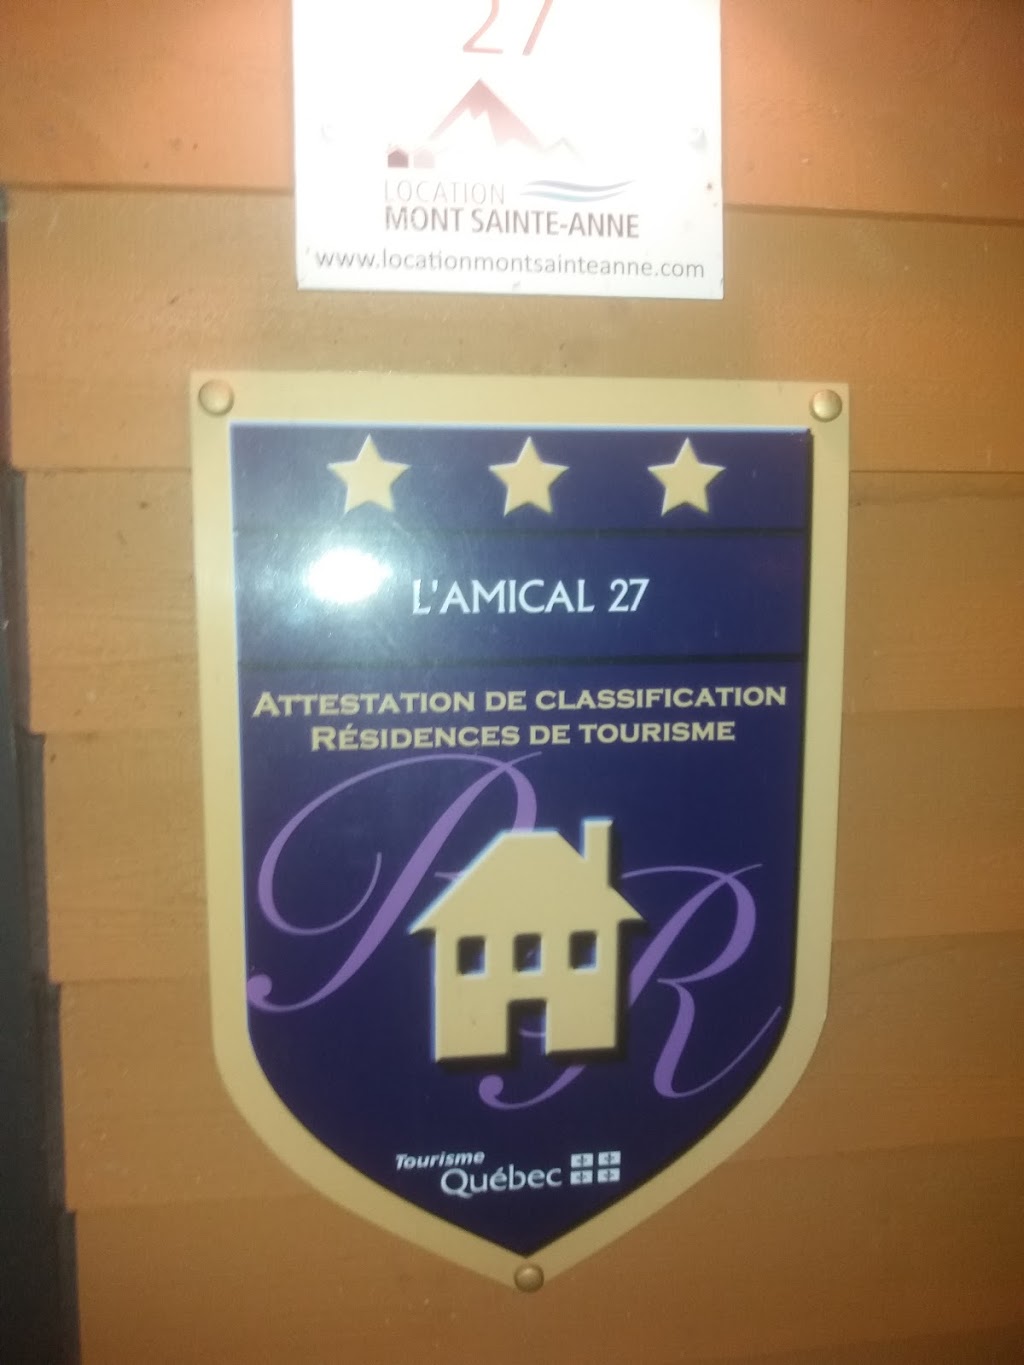 27
LOCATION
MONT SAINTE-ANNE
www.locationmontsainteanne.com
L'AMICAL 27
ATTESTATION DE CLASSIFICATION
RÉSIDENCES DE TOURISME
R R
Tourisme
Québec